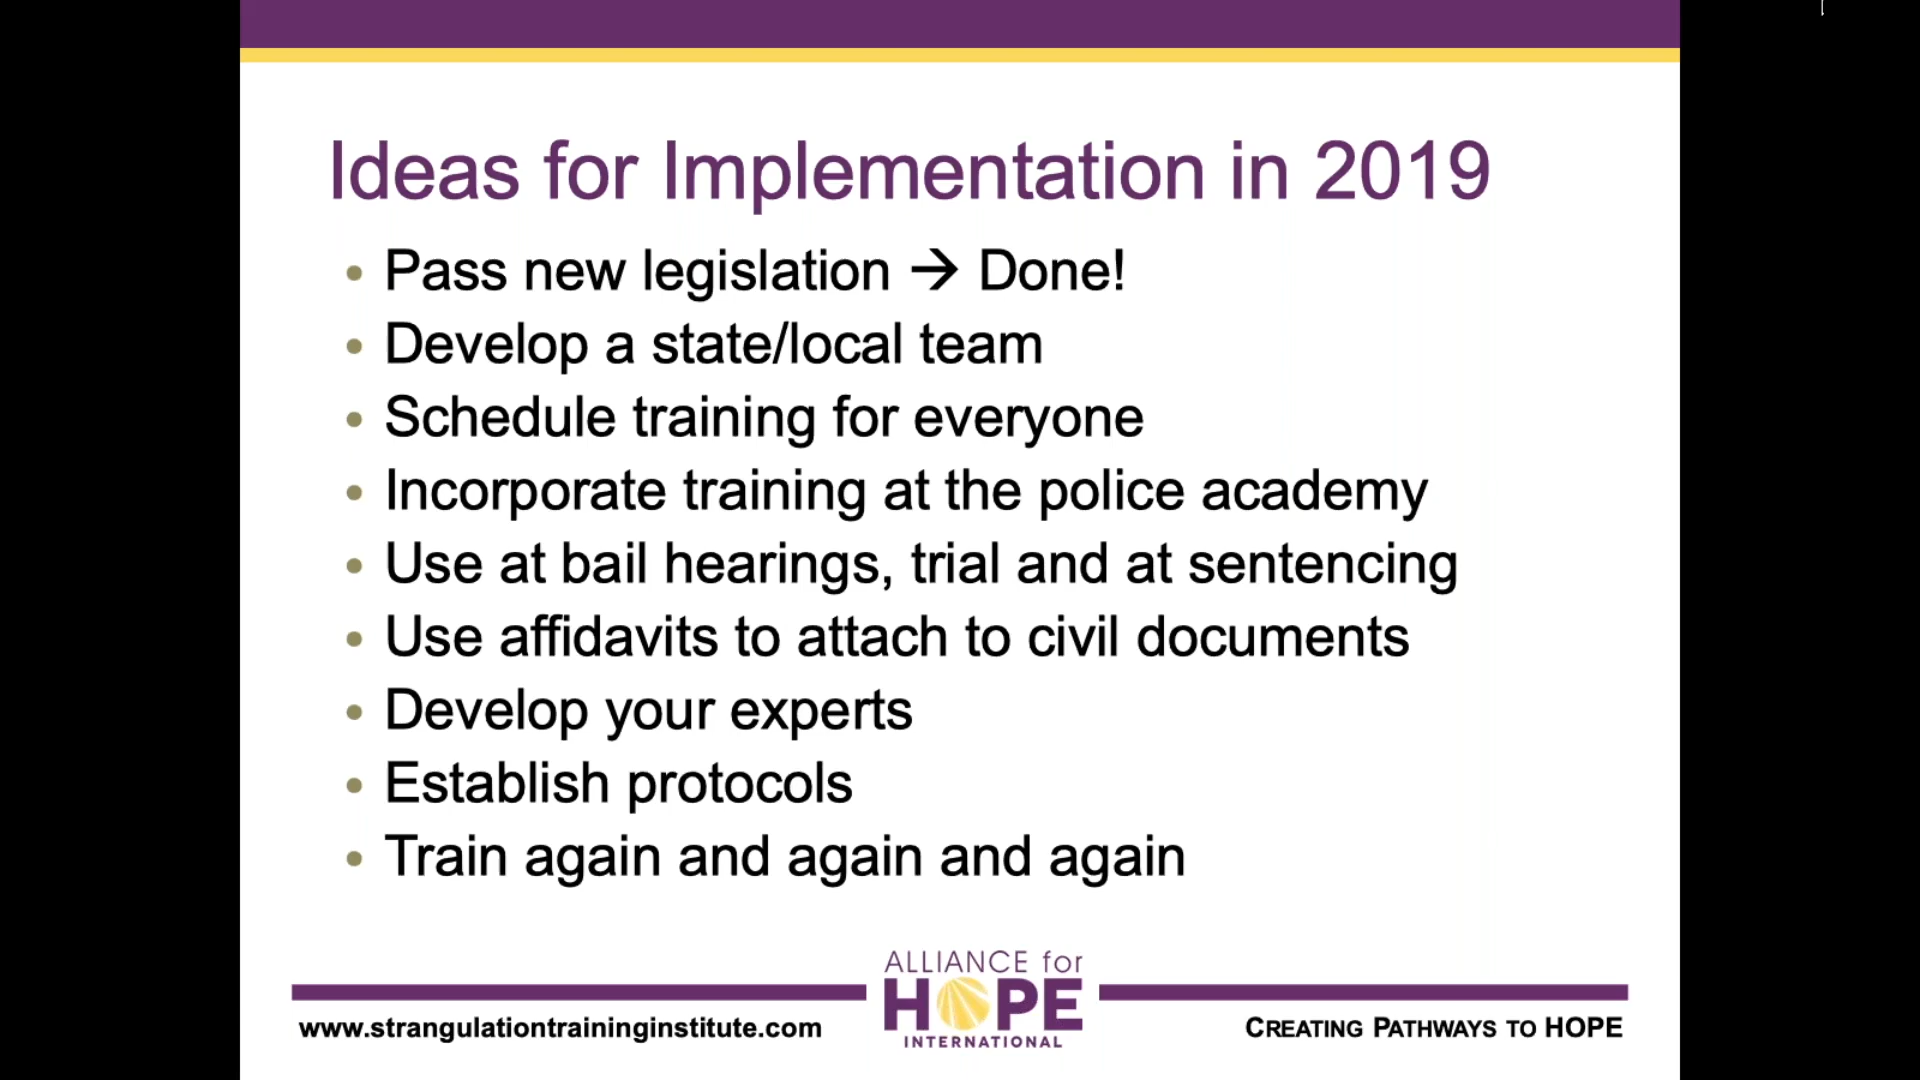 Ideas for Implementation in 2019
• Pass new legislation → Done!
• Develop a state/local team
• Schedule training for everyone
• Incorporate training at the police academy
• Use at bail hearings, trial and at sentencing
• Use affidavits to attach to civil documents
• Develop your experts
• Establish protocols
• Train again and again and again
ALLIANCE for
HOPE
INTERNATIONAL
www.strangulationtraininginstitute.com
CREATING PATHWAYS TO HOPE